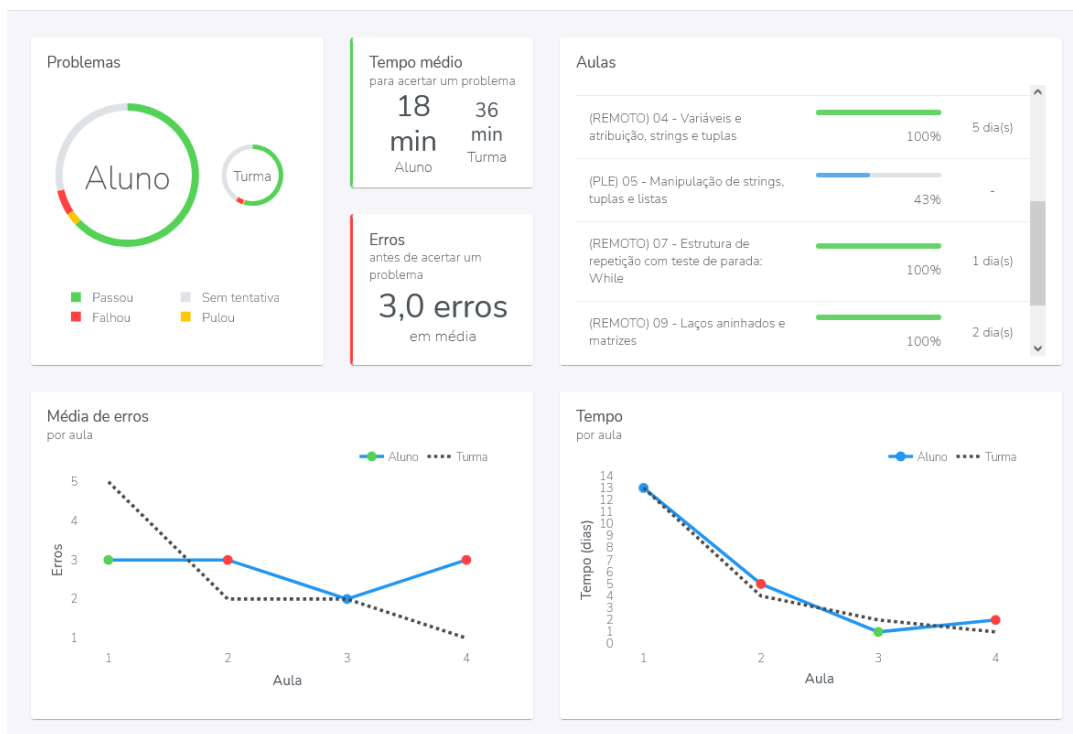 Problemas
Aluno
Turma
Passou
Sem tentativa
Falhou
Pulou
Tempo médio
para acertar um problema
18
min
Aluno
36
min
Turma
Erros
antes de acertar um
problema
3,0 erros
em média
Aulas
(REMOTO) 04 - Variáveis e
atribuição, strings e tuplas
100%
5 dia(s)
(PLE) 05 - Manipulação de strings,
tuplas e listas
43%
-
(REMOTO) 07 - Estrutura de
repetição com teste de parada:
While
100%
1 dia(s)
(REMOTO) 09 - Laços aninhados e
matrizes
100%
2 dia(s)
Média de erros
por aula
Aluno
Turma
5
4
3
2
1
Erros
1
2
3
4
Aula
Tempo
por aula
Aluno
Turma
14
13
12
11
10
9
8
7
6
5
4
3
2
1
0
Tempo (dias)
1
2
3
4
Aula